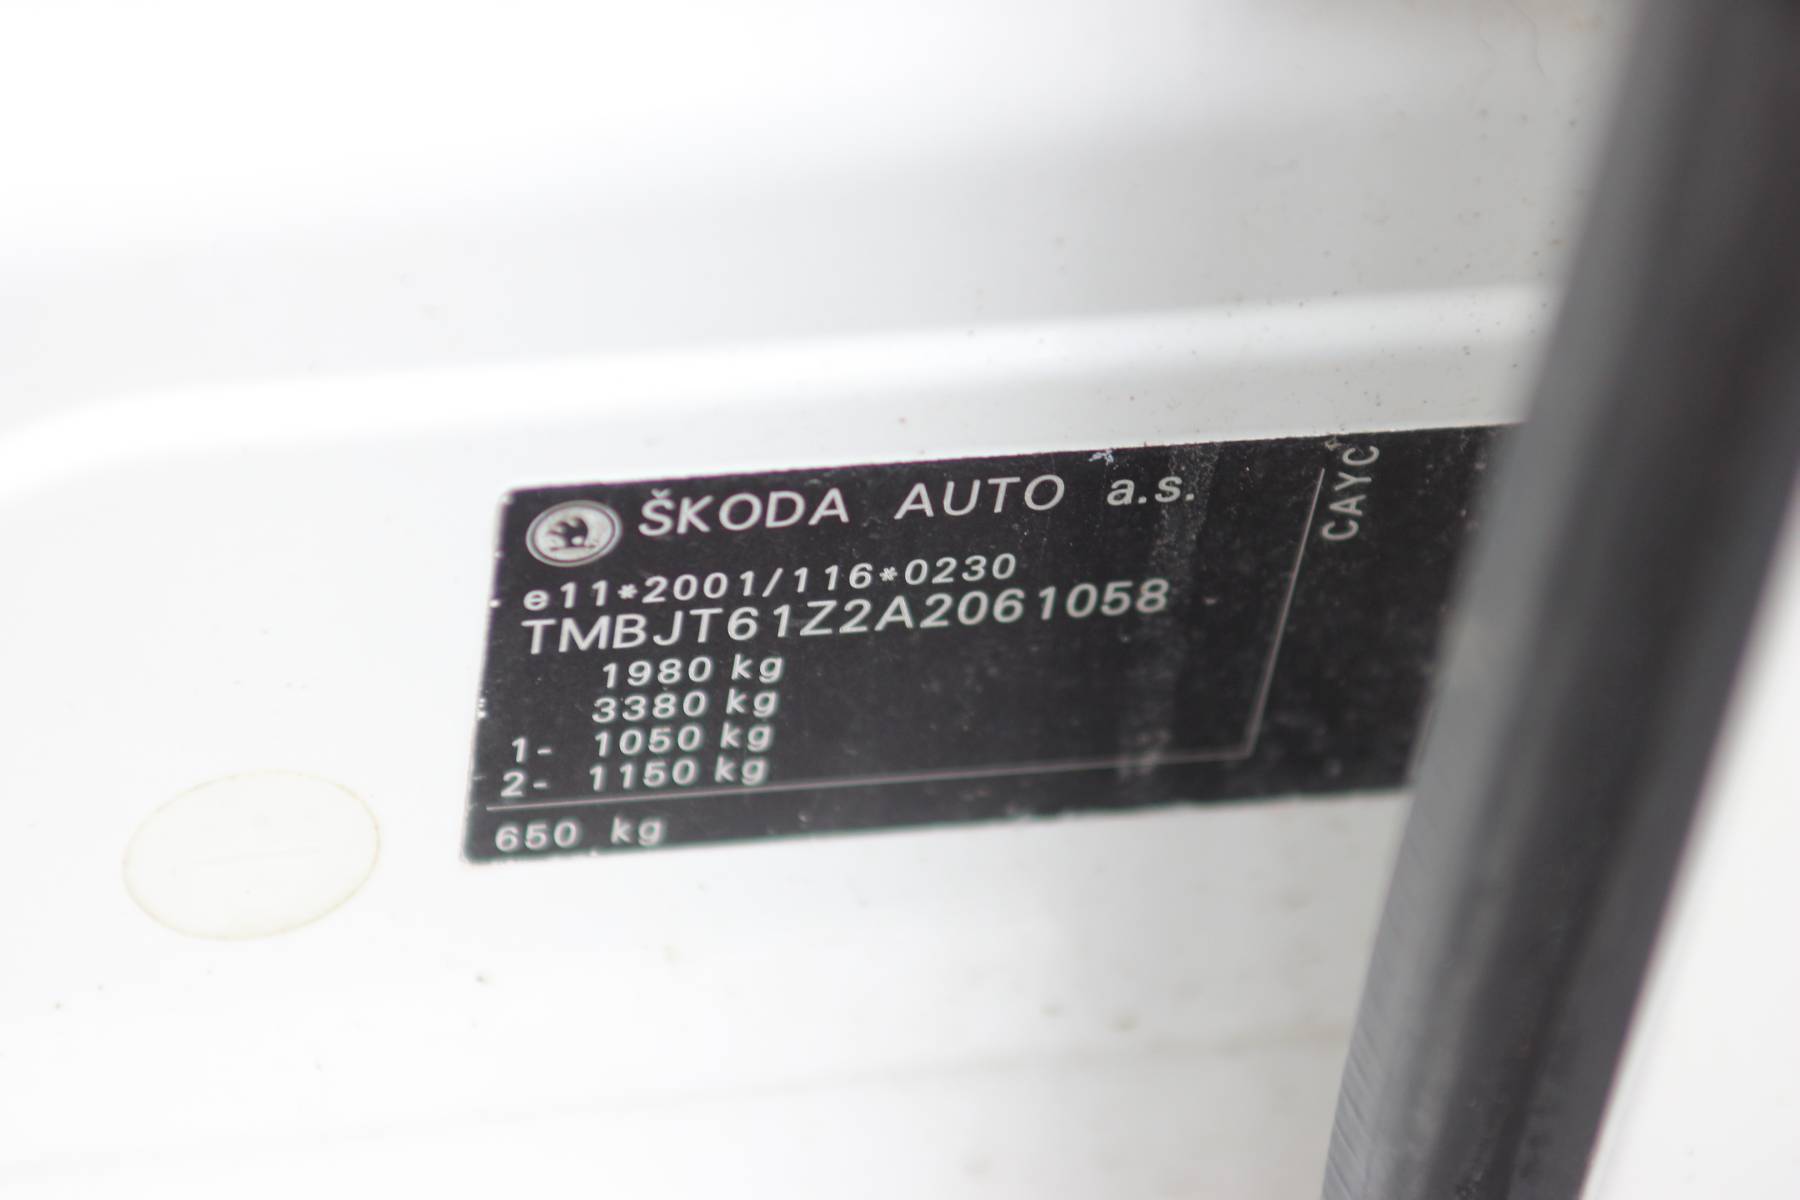 ŠKODA AUTO a.s.
e11*2001/116*0230
TMBJT61Z2A2061058
1980 kg
3380 kg
1- 1050 kg
2- 1150 kg
650 kg
CAYC